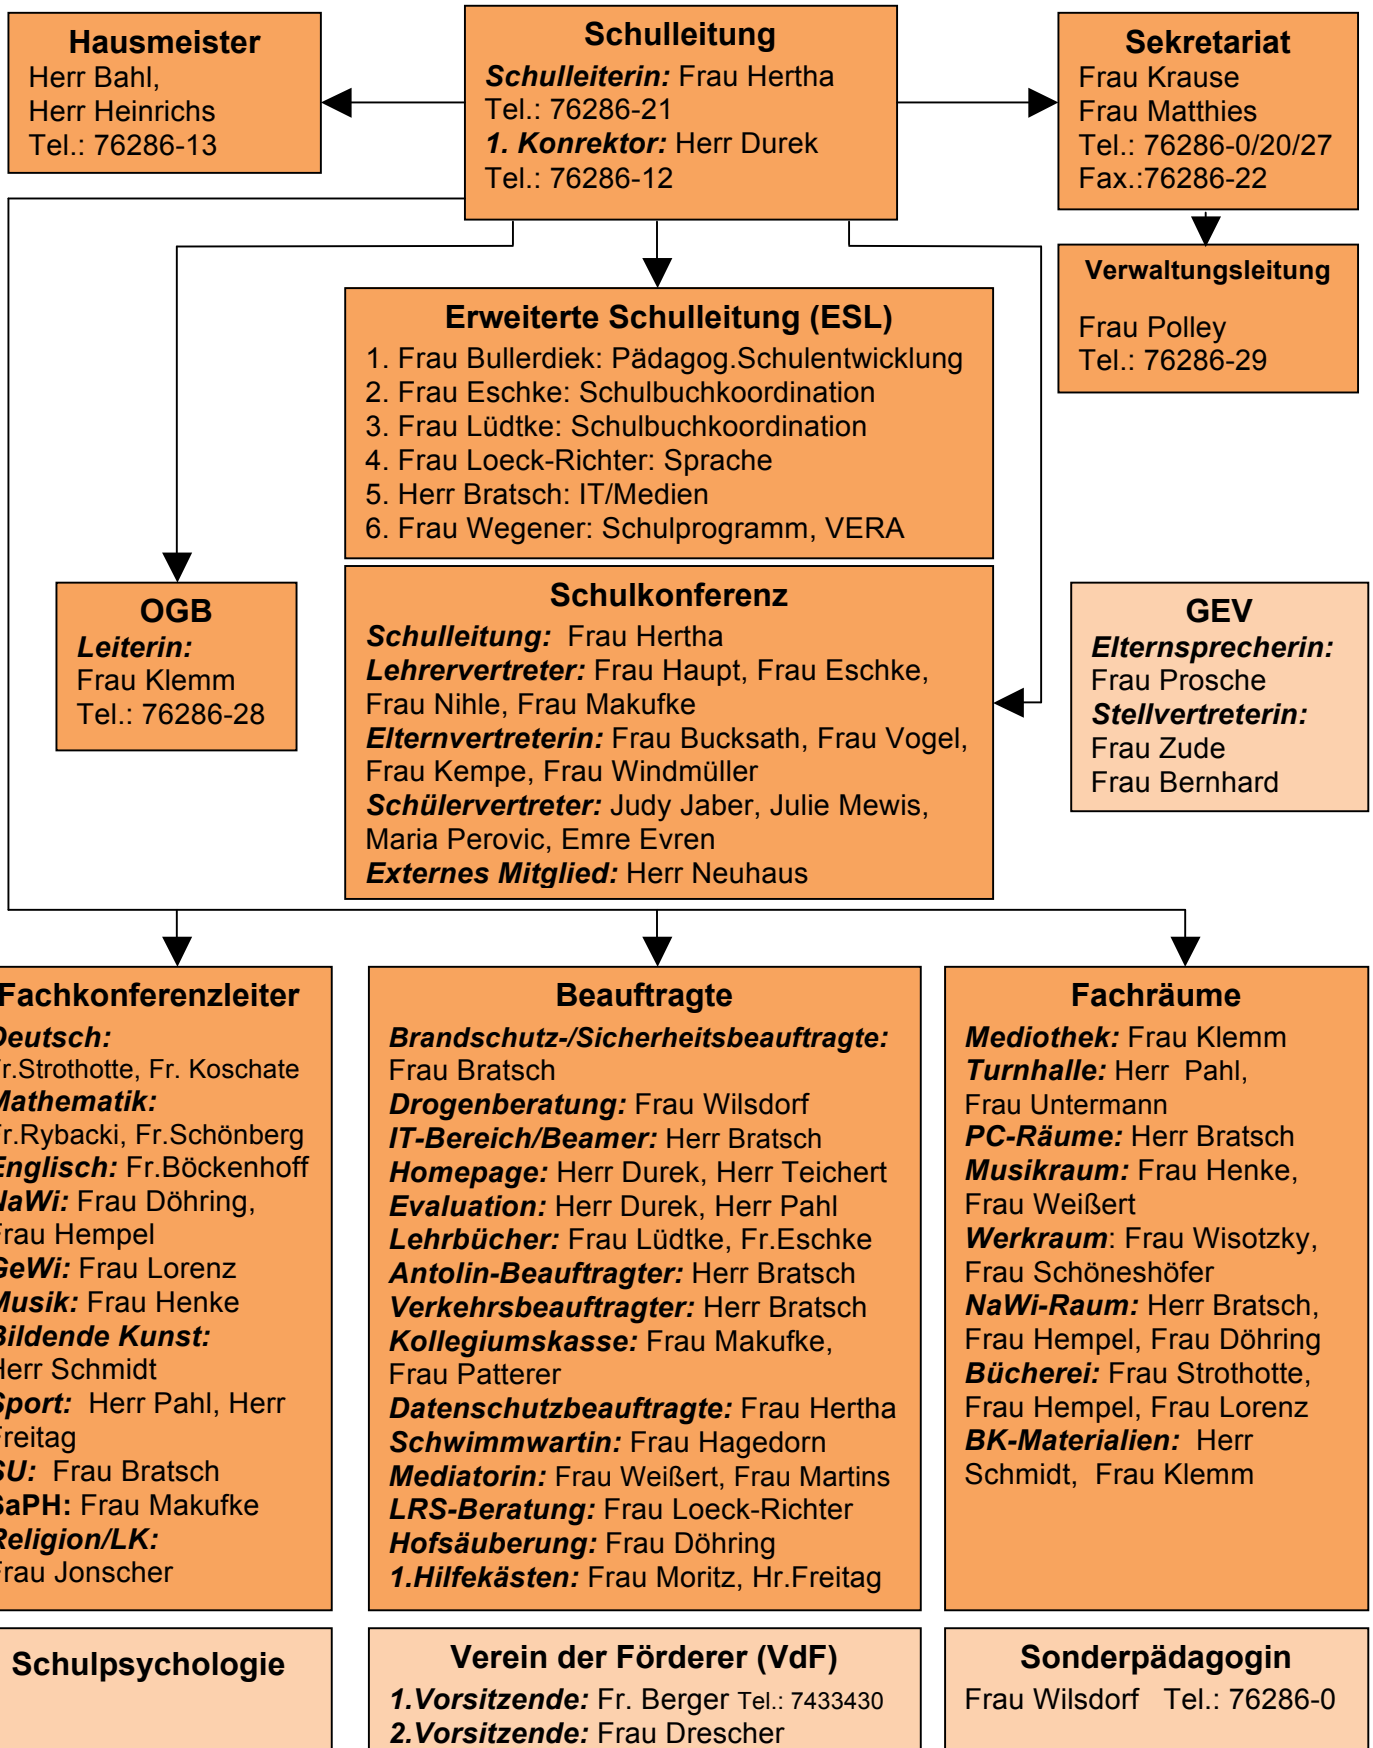 Hausmeister
Herr Bahl,
Herr Heinrichs
Tel.: 76286-13
Schulleitung
Schulleiterin: Frau Hertha
Tel.: 76286-21
1. Konrektor: Herr Durek
Tel.: 76286-12
Sekretariat
Frau Krause
Frau Matthies
Tel.: 76286-0/20/27
Fax.:76286-22
Verwaltungsleitung
Frau Polley
Tel.: 76286-29
Erweiterte Schulleitung (ESL)
1. Frau Bullerdiek: Pädagog.Schulentwicklung
2. Frau Eschke: Schulbuchkoordination
3. Frau Lüdtke: Schulbuchkoordination
4. Frau Loeck-Richter: Sprache
5. Herr Bratsch: IT/Medien
6. Frau Wegener: Schulprogramm, VERA
OGB
Leiterin:
Frau Klemm
Tel.: 76286-28
Schulkonferenz
Schulleitung: Frau Hertha
Lehrervertreter: Frau Haupt, Frau Eschke,
Frau Nihle, Frau Makufke
Elternvertreterin: Frau Bucksath, Frau Vogel,
Frau Kempe, Frau Windmüller
Schülervertreter: Judy Jaber, Julie Mewis,
Maria Perovic, Emre Evren
Externes Mitglied: Herr Neuhaus
GEV
Elternsprecherin:
Frau Prosche
Stellvertreterin:
Frau Zude
Frau Bernhard
Fachkonferenzleiter
Deutsch:
Fr.Strothotte, Fr. Koschate
Mathematik:
Fr.Rybacki, Fr.Schönberg
Englisch: Fr.Böckenhoff
NaWi: Frau Döhring,
Frau Hempel
GeWi: Frau Lorenz
Musik: Frau Henke
Bildende Kunst:
Herr Schmidt
Sport: Herr Pahl, Herr
Freitag
SU: Frau Bratsch
SaPH: Frau Makufke
Religion/LK:
Frau Jonscher
Beauftragte
Brandschutz-/Sicherheitsbeauftragte:
Frau Bratsch
Drogenberatung: Frau Wilsdorf
IT-Bereich/Beamer: Herr Bratsch
Homepage: Herr Durek, Herr Teichert
Evaluation: Herr Durek, Herr Pahl
Lehrbücher: Frau Lüdtke, Fr.Eschke
Antolin-Beauftragter: Herr Bratsch
Verkehrsbeauftragter: Herr Bratsch
Kollegiumskasse: Frau Makufke,
Frau Patterer
Datenschutzbeauftragte: Frau Hertha
Schwimmwartin: Frau Hagedorn
Mediatorin: Frau Weißert, Frau Martins
LRS-Beratung: Frau Loeck-Richter
Hofsäuberung: Frau Döhring
1.Hilfekästen: Frau Moritz, Hr.Freitag
Fachräume
Mediothek: Frau Klemm
Turnhalle: Herr Pahl,
Frau Untermann
PC-Räume: Herr Bratsch
Musikraum: Frau Henke,
Frau Weißert
Werkraum: Frau Wisotzky,
Frau Schöneshöfer
NaWi-Raum: Herr Bratsch,
Frau Hempel, Frau Döhring
Bücherei: Frau Strothotte,
Frau Hempel, Frau Lorenz
BK-Materialien: Herr
Schmidt, Frau Klemm
Schulpsychologie
Verein der Förderer (VdF)
1.Vorsitzende: Fr. Berger Tel.: 7433430
2.Vorsitzende: Frau Drescher
Sonderpädagogin
Frau Wilsdorf Tel.: 76286-0